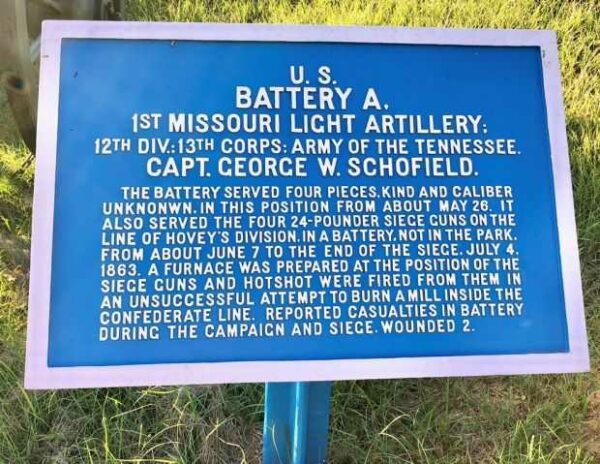 U. S.
BATTERY A,
1ST MISSOURI LIGHT ARTILLERY;
12TH DIV.: 13TH CORPS: ARMY OF THE TENNESSEE.
CAPT. GEORGE W. SCHOFIELD.
THE BATTERY SERVED FOUR PIECES, KIND AND CALIBER
UNKNONWN, IN THIS POSITION FROM ABOUT MAY 26. IT
ALSO SERVED THE FOUR 24-POUNDER SIEGE GUNS ON THE
LINE OF HOVEY'S DIVISION, IN A BATTERY, NOT IN THE PARK,
FROM ABOUT JUNE 7 TO THE END OF THE SIEGE, JULY 4,
1863. A FURNACE WAS PREPARED AT THE POSITION OF THE
SIEGE GUNS AND HOTSHOT WERE FIRED FROM THEM IN
AN UNSUCCESSFUL ATTEMPT TO BURN A MILL INSIDE THE
CONFEDERATE LINE. REPORTED CASUALTIES IN BATTERY
DURING THE CAMPAIGN AND SIEGE, WOUNDED 2.